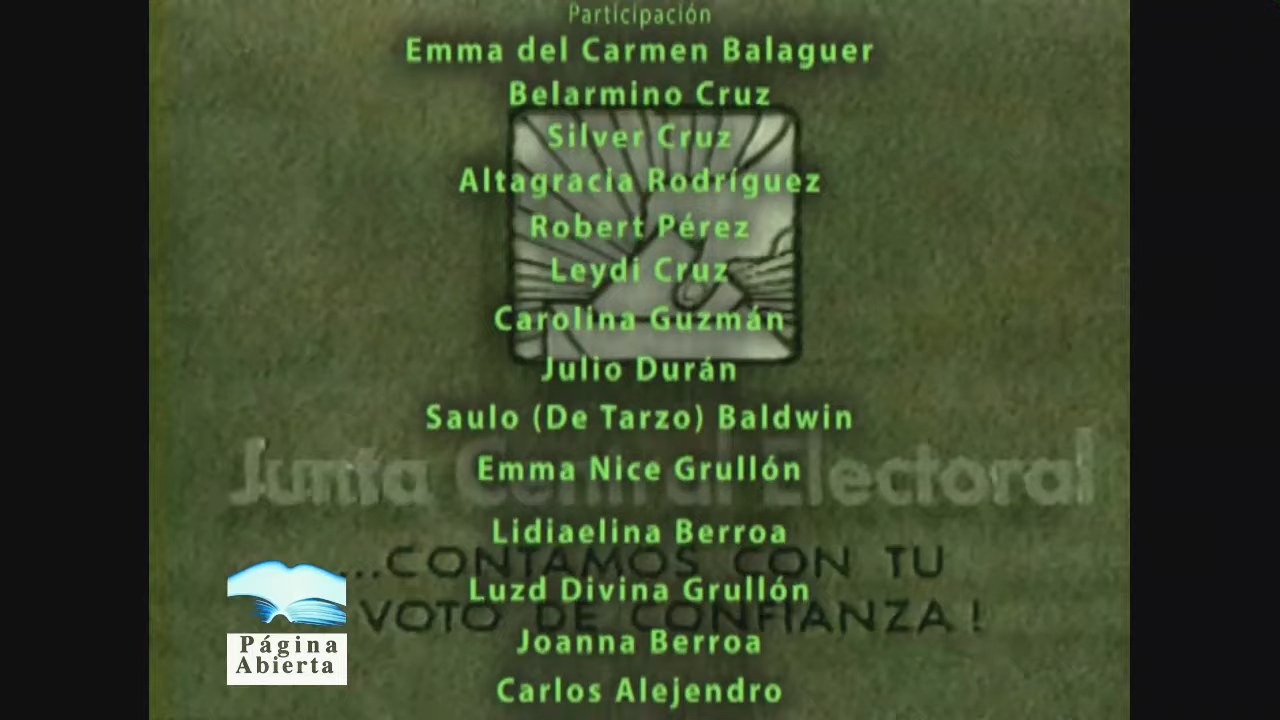 Participación
Emma del Carmen Balaguer
Belarmino Cruz
Silver Cruz
Altagracia Rodríguez
Robert Pérez
Leydi Cruz
Carolina Guzmán
Julio Durán
Saulo (De Tarzo) Baldwin
Junta Central Electoral
Emma Nice Grullón
Lidiaelina Berroa
...CONTAMOS CON TU
Luzd Divina Grullón
VOTO DE CONFIANZA!
Joanna Berroa
Carlos Alejendro
Página
Abierta